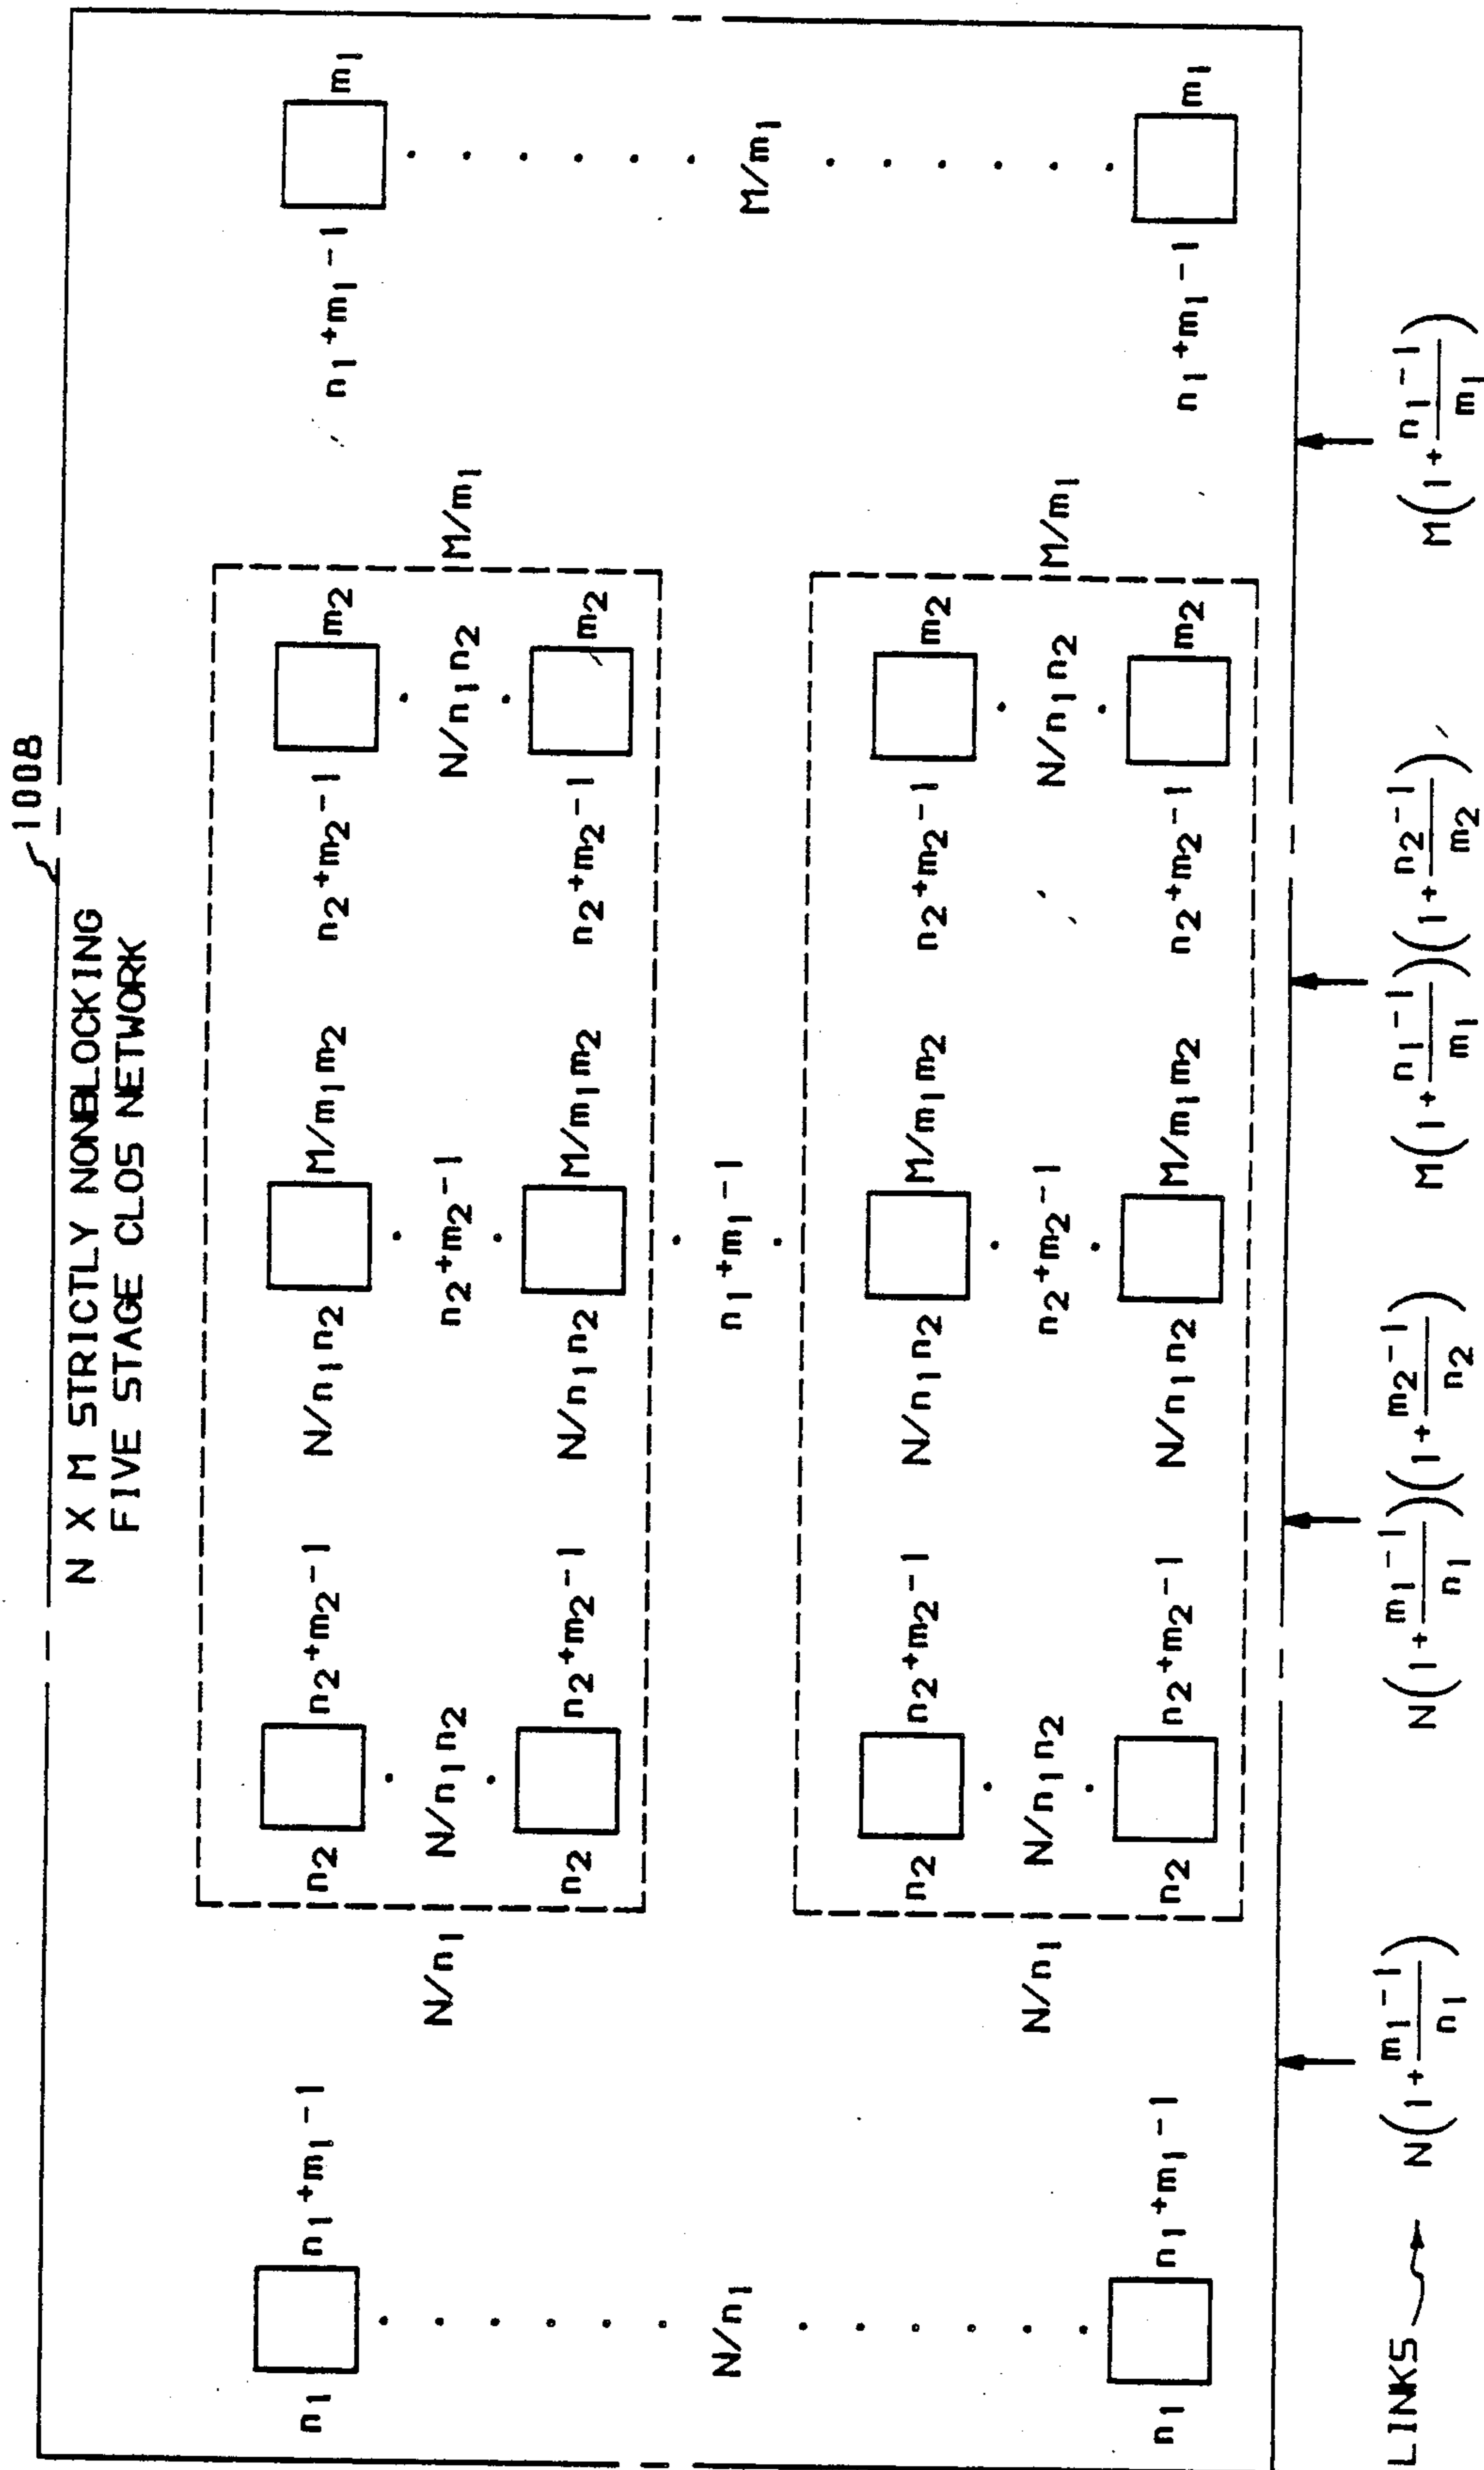 1008
N X M STRICTLY NONBLOCKING
FIVE STAGE CLOS NETWORK
n₁ n₁+m₁-1
n₂ n₂+m₂-1 N/n₁n₂ M/m₁m₂ n₂+m₂-1 m₂
n₁+m₁-1 m₁
N/n₁ N/n₁n₂ n₂+m₂-1 N/n₁n₂ M/m₁
n₂ n₂+m₂-1 N/n₁n₂ M/m₁m₂ n₂+m₂-1 m₂
N/n₁ n₁+m₁-1 M/m₁
n₂ n₂+m₂-1 N/n₁n₂ M/m₁m₂ n₂+m₂-1 m₂
N/n₁ N/n₁n₂ n₂+m₂-1 N/n₁n₂ M/m₁
n₂ n₂+m₂-1 N/n₁n₂ M/m₁m₂ n₂+m₂-1 m₂
n₁ n₁+m₁-1
n₁+m₁-1 m₁
LINKS N(1+(m₁-1)/n₁) N(1+(m₁-1)/n₁)(1+(m₂-1)/n₂) M(1+(n₁-1)/m₁)(1+(n₂-1)/m₂) M(1+(n₁-1)/m₁)